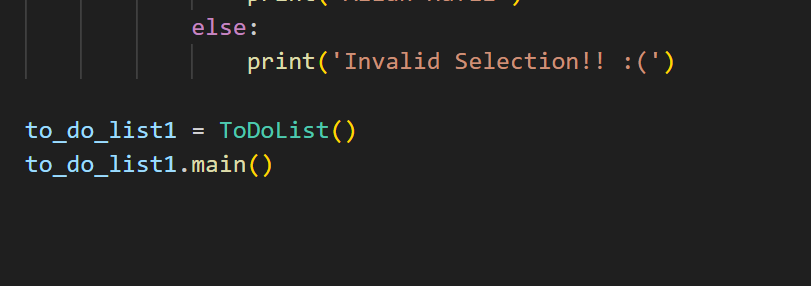 else:
print('Invalid Selection!! :(')
to_do_list1 = ToDoList()
to_do_list1.main()